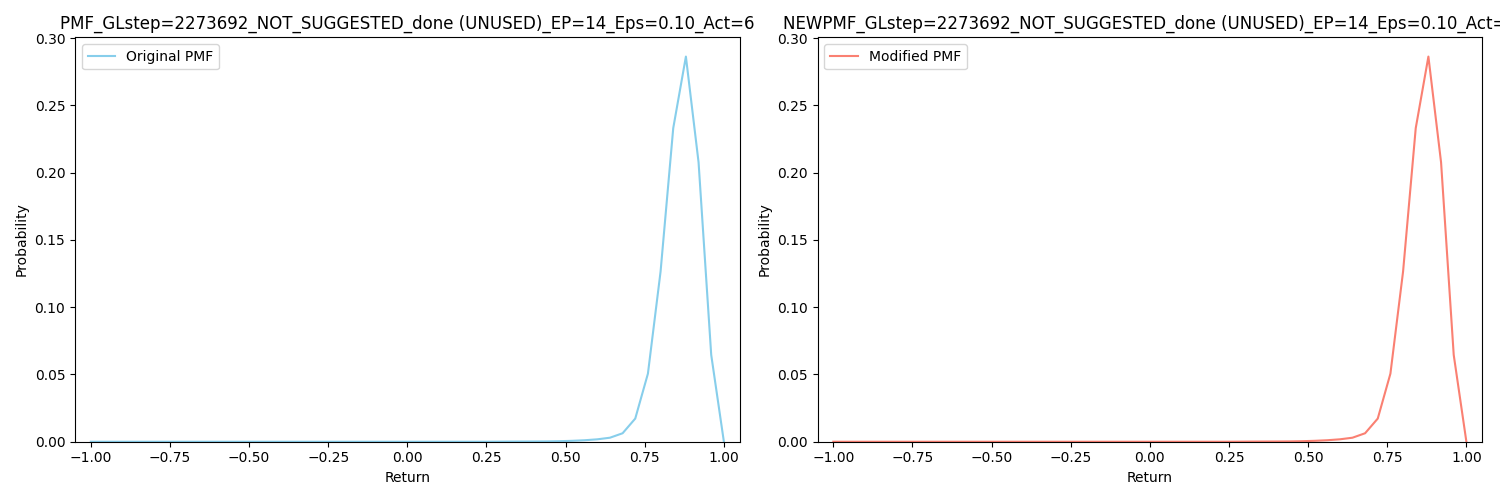 PMF_GLstep=2273692_NOT_SUGGESTED_done (UNUSED)_EP=14_Eps=0.10_Act=6
NEWPMF_GLstep=2273692_NOT_SUGGESTED_done (UNUSED)_EP=14_Eps=0.10_Act=
Original PMF
Modified PMF
Probability
0.30
0.25
0.20
0.15
0.10
0.05
0.00
−1.00 −0.75 −0.50 −0.25 0.00 0.25 0.50 0.75 1.00
Return
Probability
0.30
0.25
0.20
0.15
0.10
0.05
0.00
−1.00 −0.75 −0.50 −0.25 0.00 0.25 0.50 0.75 1.00
Return